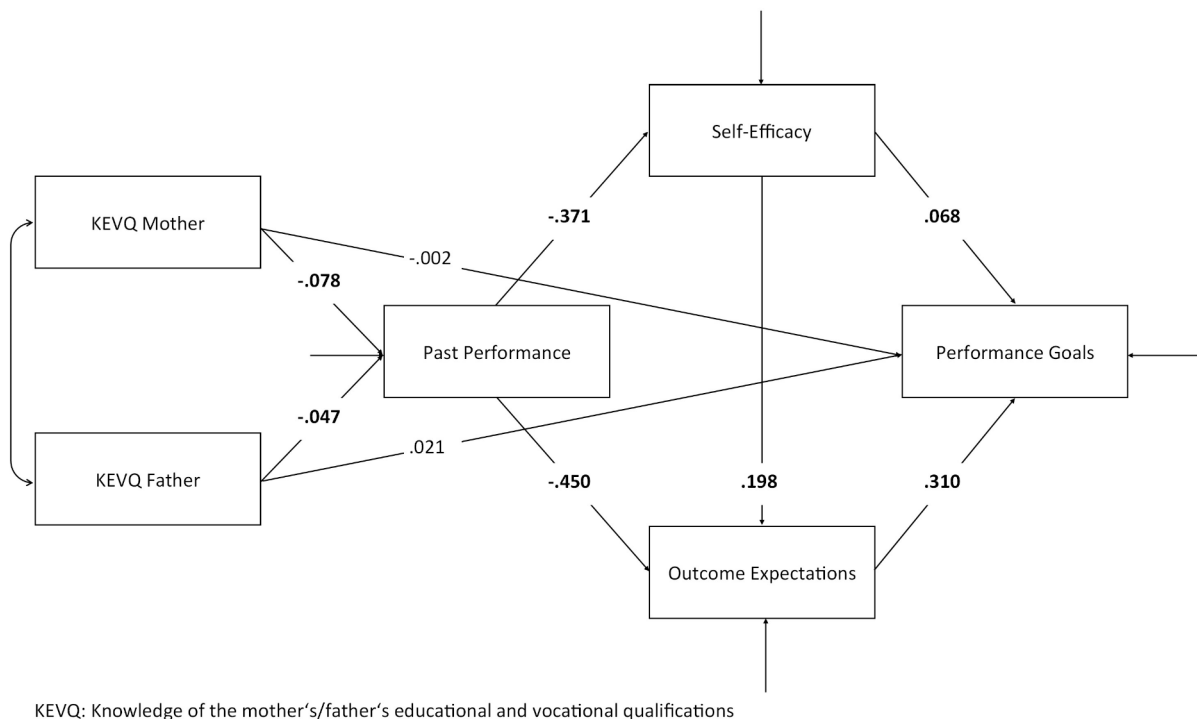 Self-Efficacy
KEVQ Mother
-.371
.068
-.002
-.078
Past Performance
Performance Goals
-.047
.021
KEVQ Father
-.450
.198
.310
Outcome Expectations
KEVQ: Knowledge of the mother‘s/father‘s educational and vocational qualifications